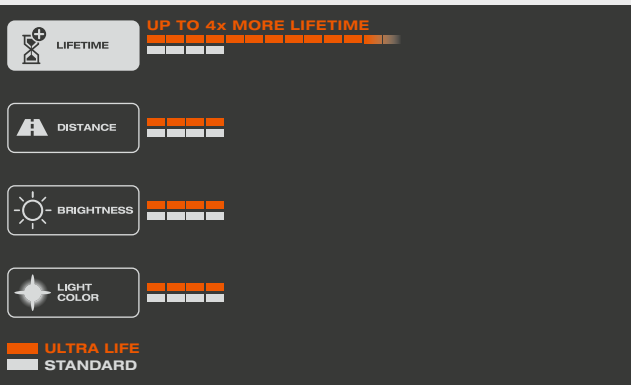 UP TO 4x MORE LIFETIME
LIFETIME
DISTANCE
BRIGHTNESS
LIGHT
COLOR
ULTRA LIFE
STANDARD